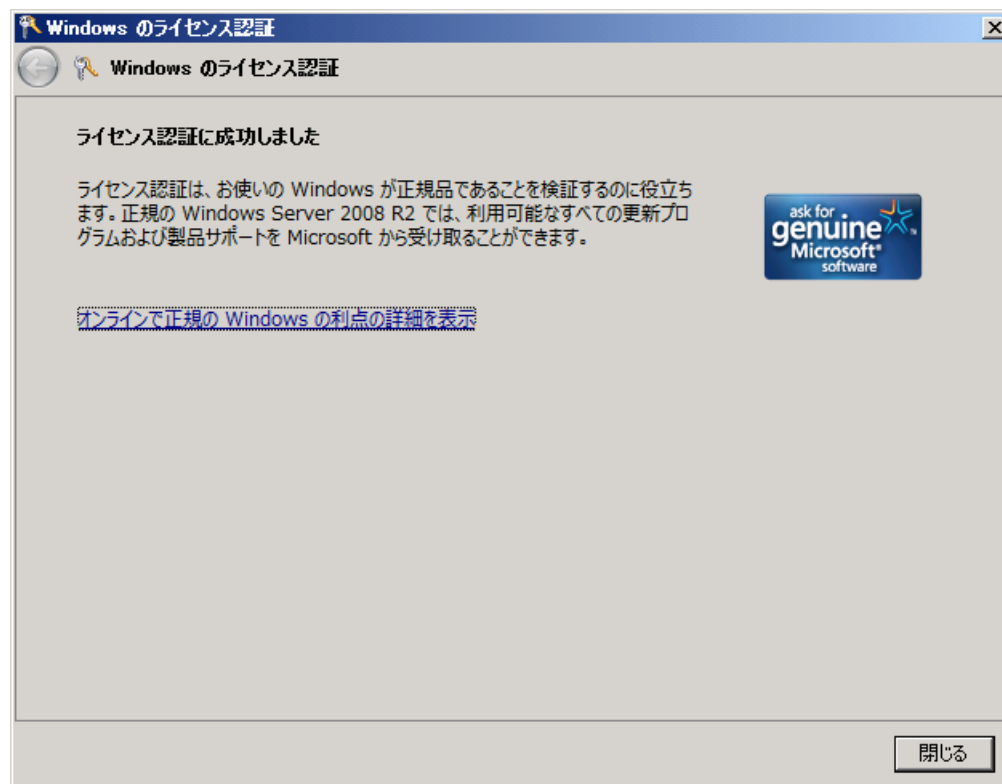 Windows のライセンス認証
Windows のライセンス認証
ライセンス認証に成功しました
ライセンス認証は、お使いの Windows が正規品であることを検証するのに役立ち
ます。正規の Windows Server 2008 R2 では、利用可能なすべての更新プロ
グラムおよび製品サポートを Microsoft から受け取ることができます。
ask for
genuine
Microsoft®
software
オンラインで正規の Windows の利点の詳細を表示
閉じる